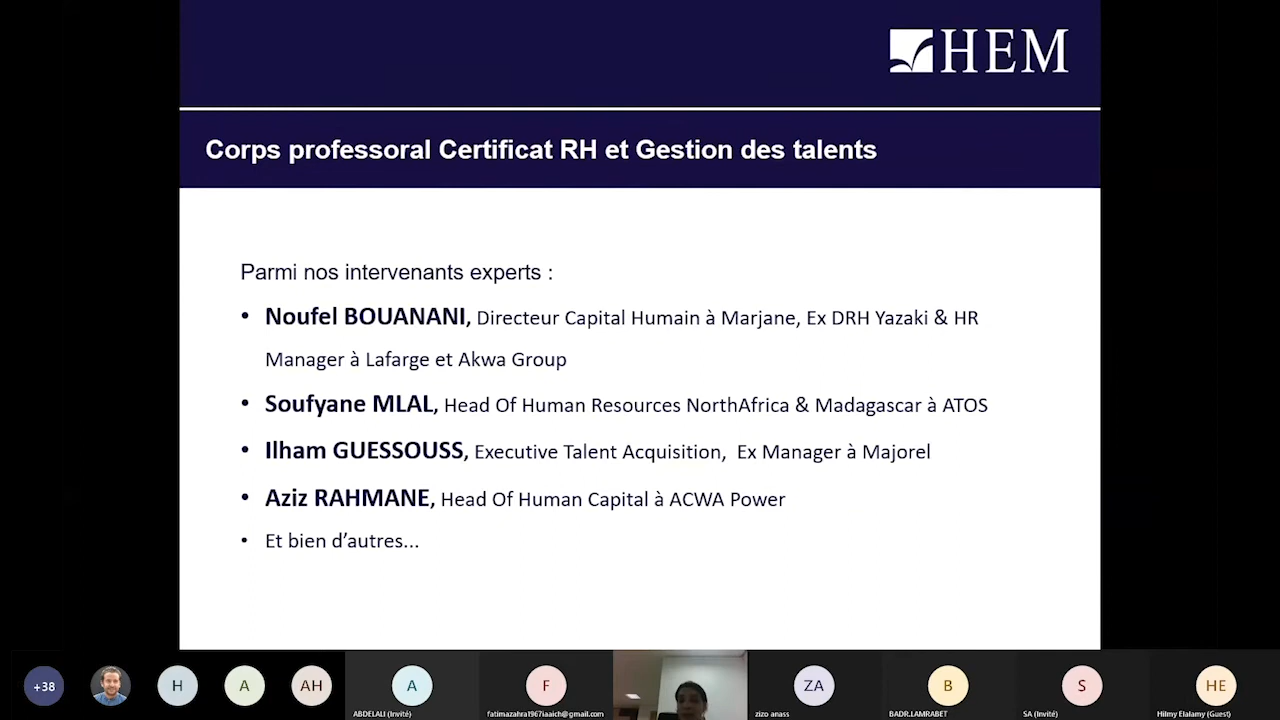 HEM
Corps professoral Certificat RH et Gestion des talents
Parmi nos intervenants experts :
• Noufel BOUANANI, Directeur Capital Humain à Marjane, Ex DRH Yazaki & HR
Manager à Lafarge et Akwa Group
• Soufyane MLAL, Head Of Human Resources NorthAfrica & Madagascar à ATOS
• Ilham GUESSOUSS, Executive Talent Acquisition, Ex Manager à Majorel
• Aziz RAHMANE, Head Of Human Capital à ACWA Power
• Et bien d’autres...
+38 H A AH A F ZA B S HE
ABDELALI (Invité) fatimazahra1967iaaich@gmail.com zizo anass BADR.LAMRABET SA (Invité) Hilmy Elalamy (Guest)